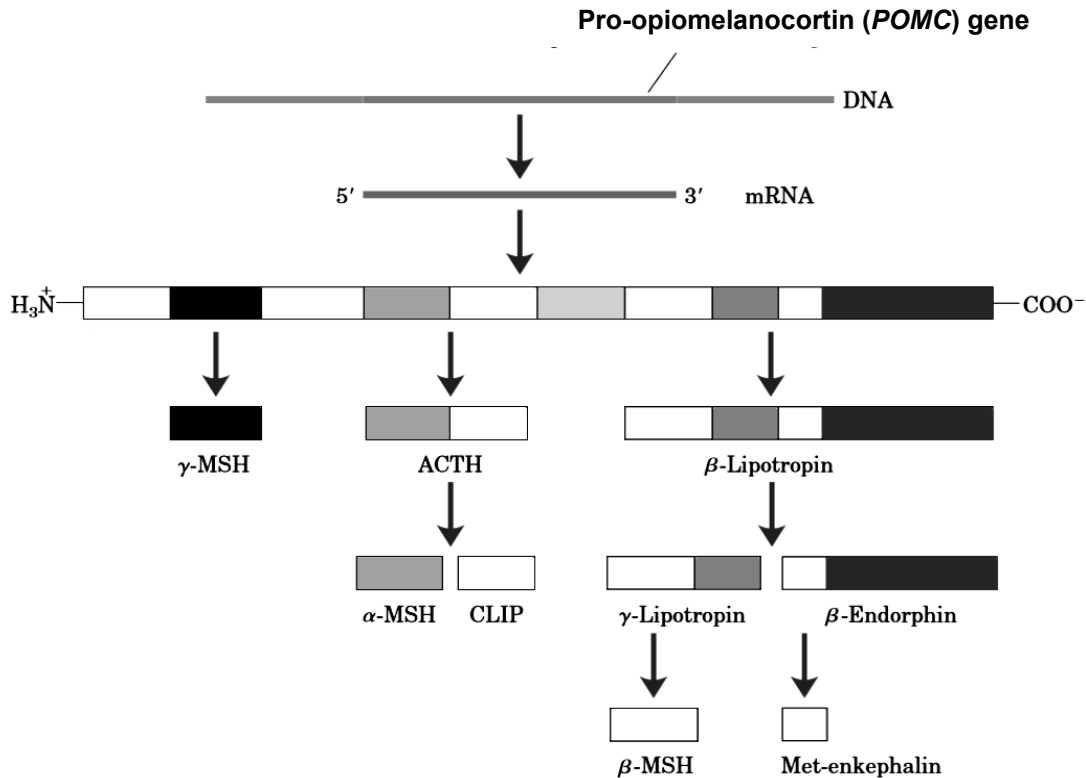 Pro-opiomelanocortin (POMC) gene
DNA
5′ 3′ mRNA
H₃N⁺ COO⁻
γ-MSH ACTH β-Lipotropin
α-MSH CLIP γ-Lipotropin β-Endorphin
β-MSH Met-enkephalin